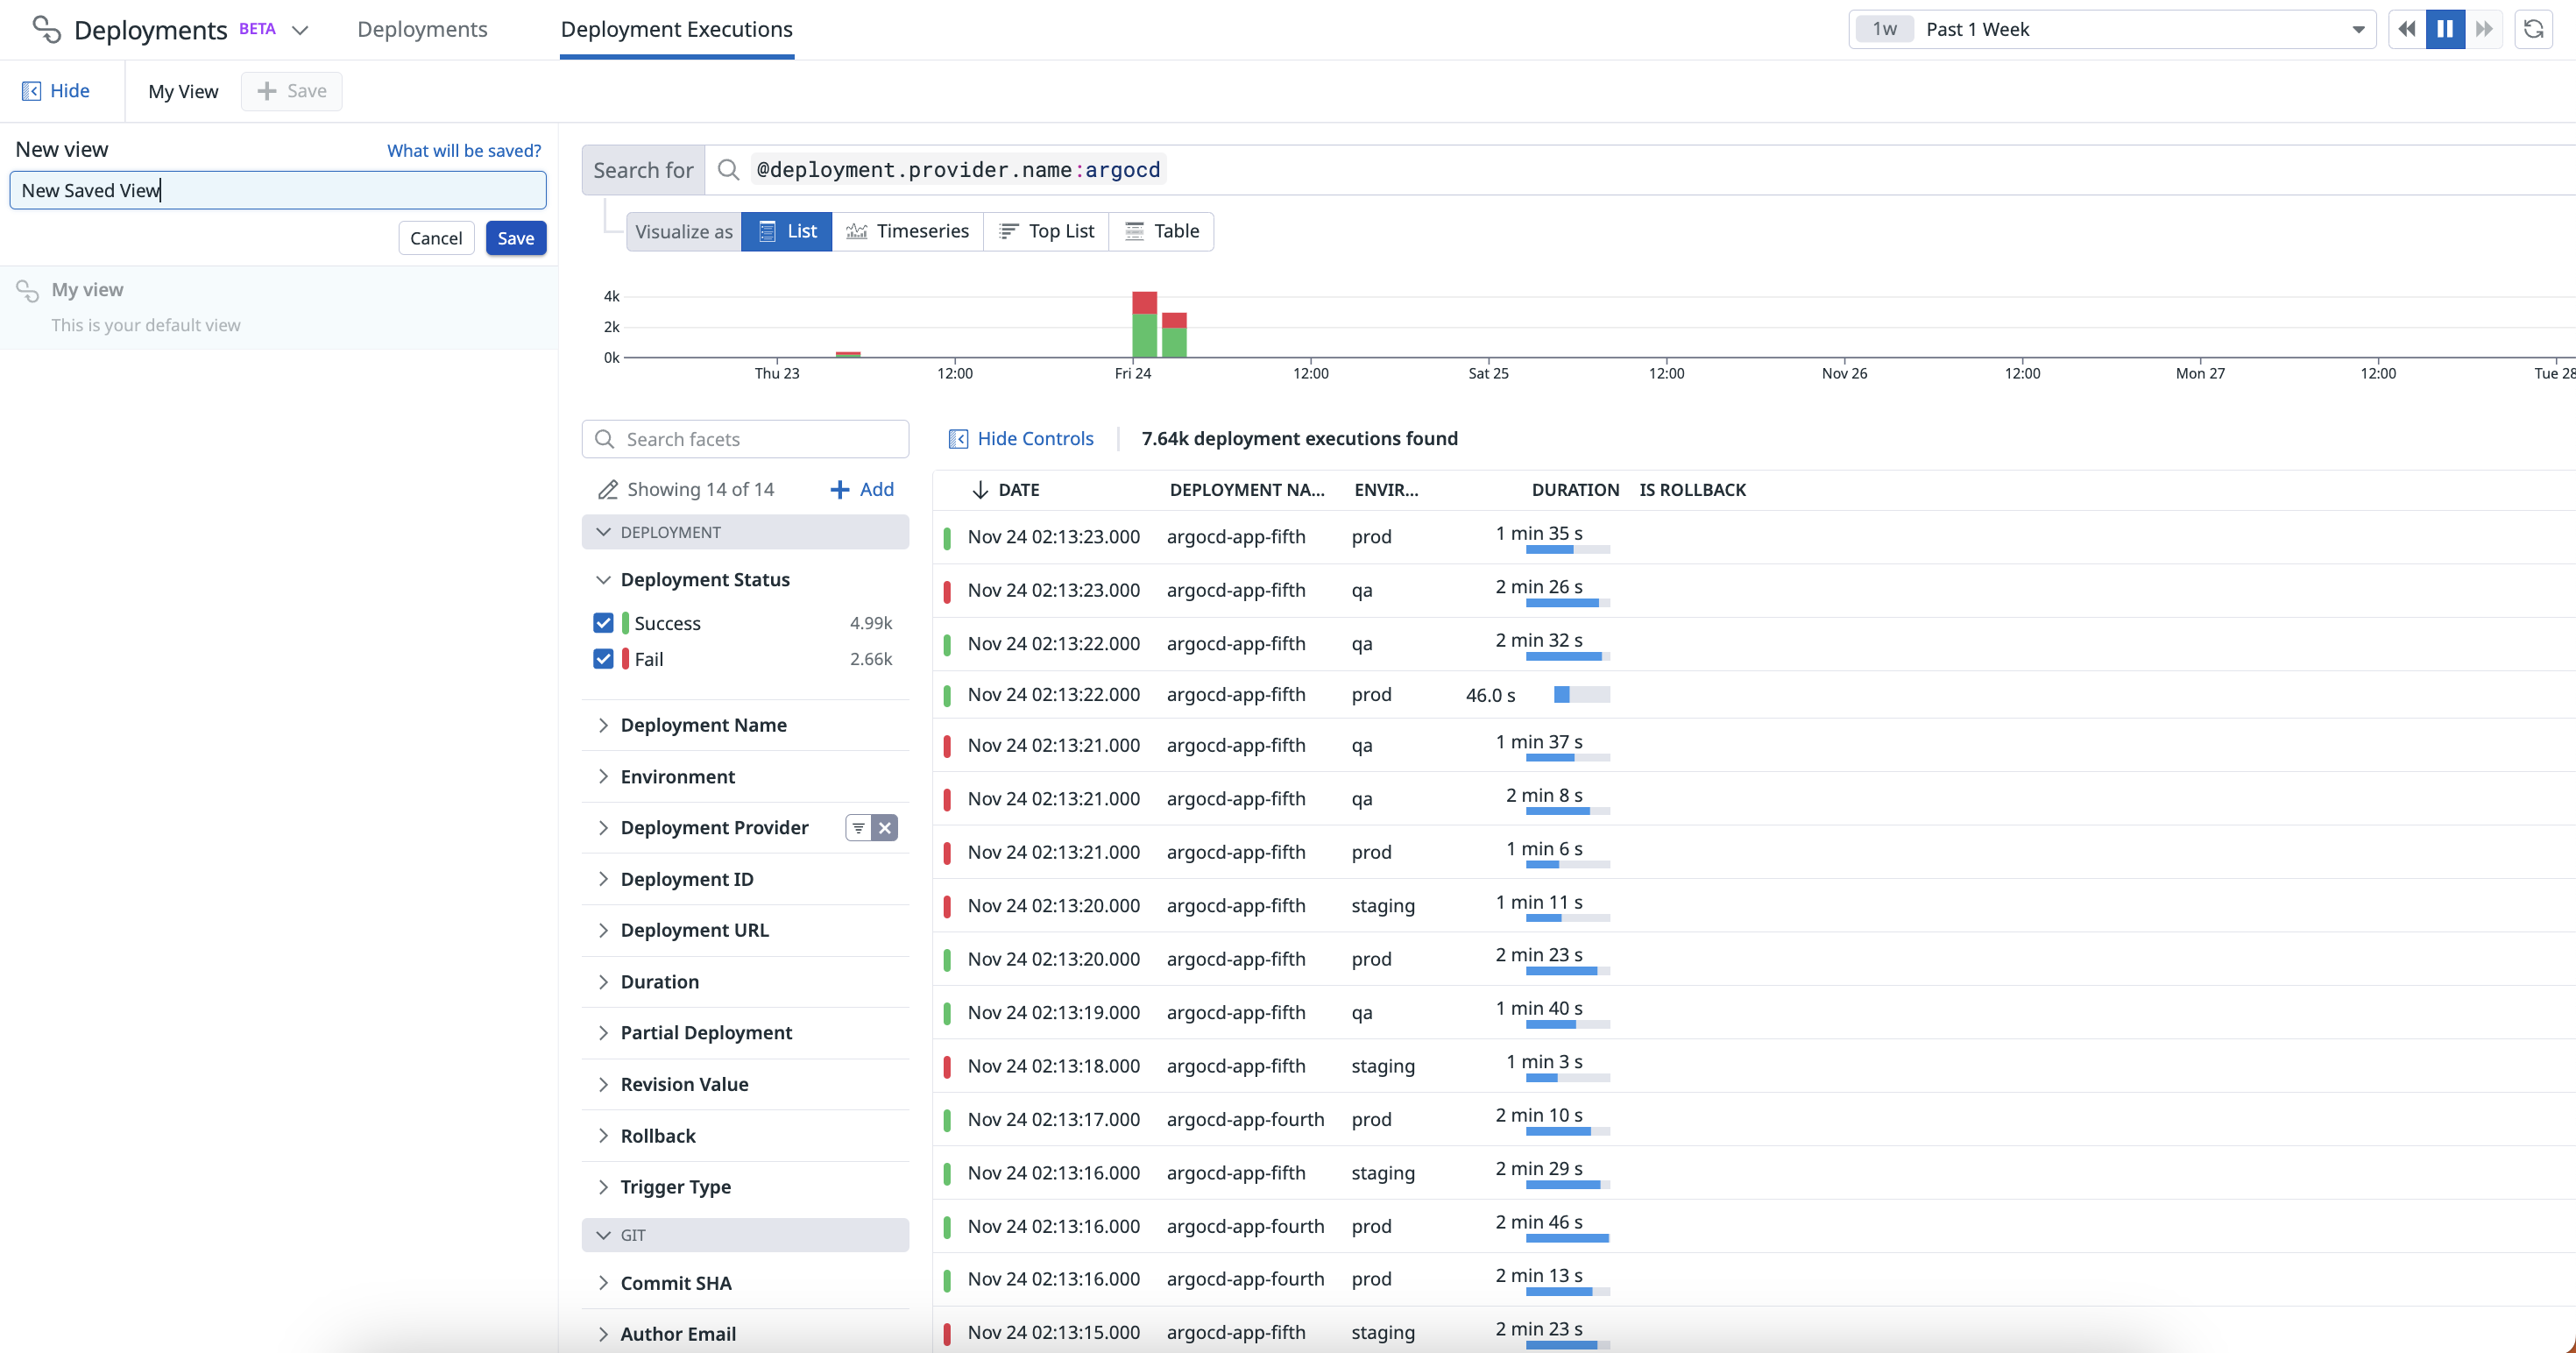 Deployments BETA Deployments Deployment Executions 1w Past 1 Week
Hide My View Save
New view What will be saved?
New Saved View
Cancel Save
My view
This is your default view
Search for @deployment.provider.name:argocd
Visualize as List Timeseries Top List Table
4k
2k
0k
Thu 23 12:00 Fri 24 12:00 Sat 25 12:00 Nov 26 12:00 Mon 27 12:00 Tue 28
Search facets
Showing 14 of 14 Add
DEPLOYMENT
Deployment Status
Success 4.99k
Fail 2.66k
Deployment Name
Environment
Deployment Provider
Deployment ID
Deployment URL
Duration
Partial Deployment
Revision Value
Rollback
Trigger Type
GIT
Commit SHA
Author Email
Hide Controls 7.64k deployment executions found
DATE DEPLOYMENT NA... ENVIR... DURATION IS ROLLBACK
Nov 24 02:13:23.000 argocd-app-fifth prod 1 min 35 s
Nov 24 02:13:23.000 argocd-app-fifth qa 2 min 26 s
Nov 24 02:13:22.000 argocd-app-fifth qa 2 min 32 s
Nov 24 02:13:22.000 argocd-app-fifth prod 46.0 s
Nov 24 02:13:21.000 argocd-app-fifth qa 1 min 37 s
Nov 24 02:13:21.000 argocd-app-fifth qa 2 min 8 s
Nov 24 02:13:21.000 argocd-app-fifth prod 1 min 6 s
Nov 24 02:13:20.000 argocd-app-fifth staging 1 min 11 s
Nov 24 02:13:20.000 argocd-app-fifth prod 2 min 23 s
Nov 24 02:13:19.000 argocd-app-fifth qa 1 min 40 s
Nov 24 02:13:18.000 argocd-app-fifth staging 1 min 3 s
Nov 24 02:13:17.000 argocd-app-fourth prod 2 min 10 s
Nov 24 02:13:16.000 argocd-app-fifth staging 2 min 29 s
Nov 24 02:13:16.000 argocd-app-fourth prod 2 min 46 s
Nov 24 02:13:16.000 argocd-app-fourth prod 2 min 13 s
Nov 24 02:13:15.000 argocd-app-fifth staging 2 min 23 s